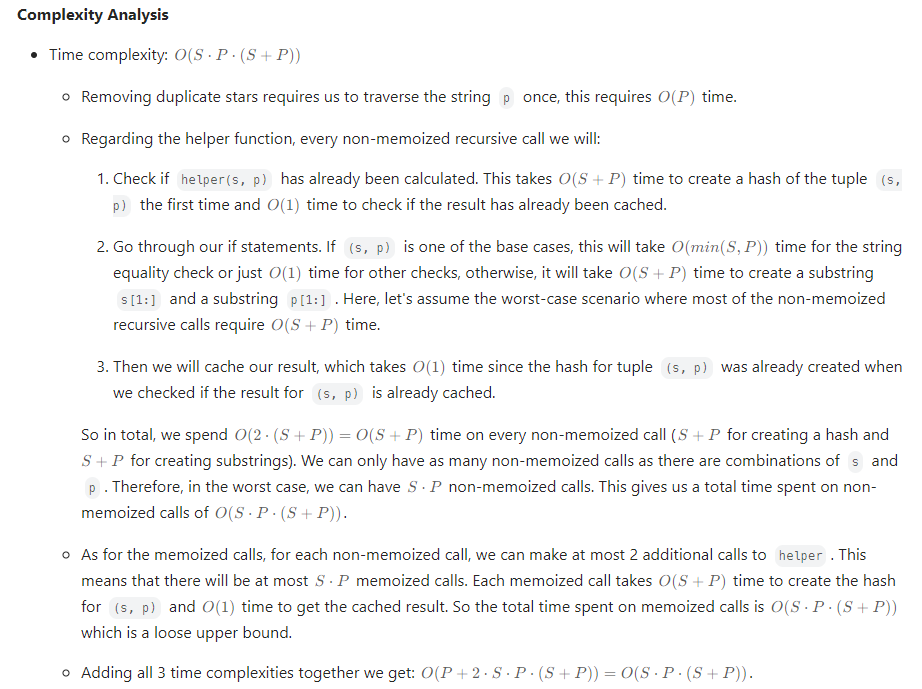 Complexity Analysis
• Time complexity: O(S · P · (S + P))
○ Removing duplicate stars requires us to traverse the string p once, this requires O(P) time.
○ Regarding the helper function, every non-memoized recursive call we will:
1. Check if helper(s, p) has already been calculated. This takes O(S + P) time to create a hash of the tuple (s,
p) the first time and O(1) time to check if the result has already been cached.
2. Go through our if statements. If (s, p) is one of the base cases, this will take O(min(S, P)) time for the string
equality check or just O(1) time for other checks, otherwise, it will take O(S + P) time to create a substring
s[1:] and a substring p[1:] . Here, let's assume the worst-case scenario where most of the non-memoized
recursive calls require O(S + P) time.
3. Then we will cache our result, which takes O(1) time since the hash for tuple (s, p) was already created when
we checked if the result for (s, p) is already cached.
So in total, we spend O(2 · (S + P)) = O(S + P) time on every non-memoized call (S + P for creating a hash and
S + P for creating substrings). We can only have as many non-memoized calls as there are combinations of s and
p . Therefore, in the worst case, we can have S · P non-memoized calls. This gives us a total time spent on non-
memoized calls of O(S · P · (S + P)).
○ As for the memoized calls, for each non-memoized call, we can make at most 2 additional calls to helper . This
means that there will be at most S · P memoized calls. Each memoized call takes O(S + P) time to create the hash
for (s, p) and O(1) time to get the cached result. So the total time spent on memoized calls is O(S · P · (S + P))
which is a loose upper bound.
○ Adding all 3 time complexities together we get: O(P + 2 · S · P · (S + P)) = O(S · P · (S + P)).